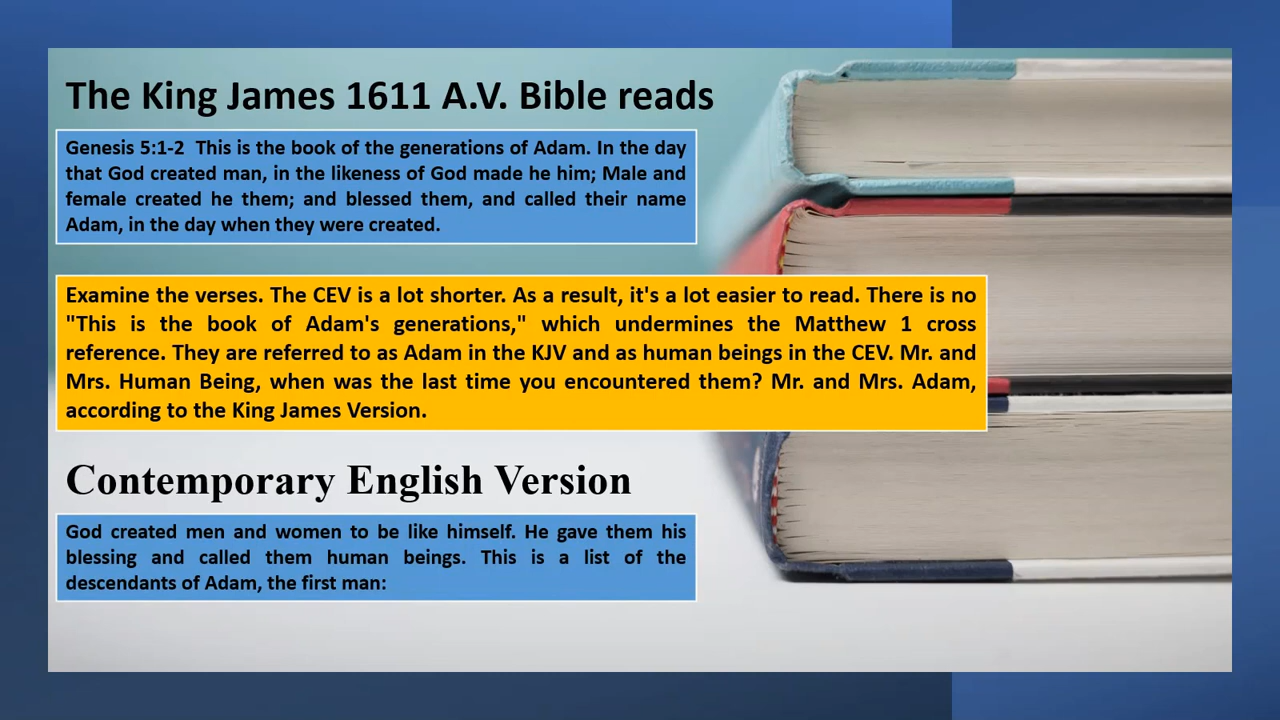 The King James 1611 A.V. Bible reads
Genesis 5:1-2  This is the book of the generations of Adam. In the day
that God created man, in the likeness of God made he him; Male and
female created he them; and blessed them, and called their name
Adam, in the day when they were created.
Examine the verses. The CEV is a lot shorter. As a result, it's a lot easier to read. There is no
"This is the book of Adam's generations," which undermines the Matthew 1 cross
reference. They are referred to as Adam in the KJV and as human beings in the CEV. Mr. and
Mrs. Human Being, when was the last time you encountered them? Mr. and Mrs. Adam,
according to the King James Version.
Contemporary English Version
God created men and women to be like himself. He gave them his
blessing and called them human beings. This is a list of the
descendants of Adam, the first man: